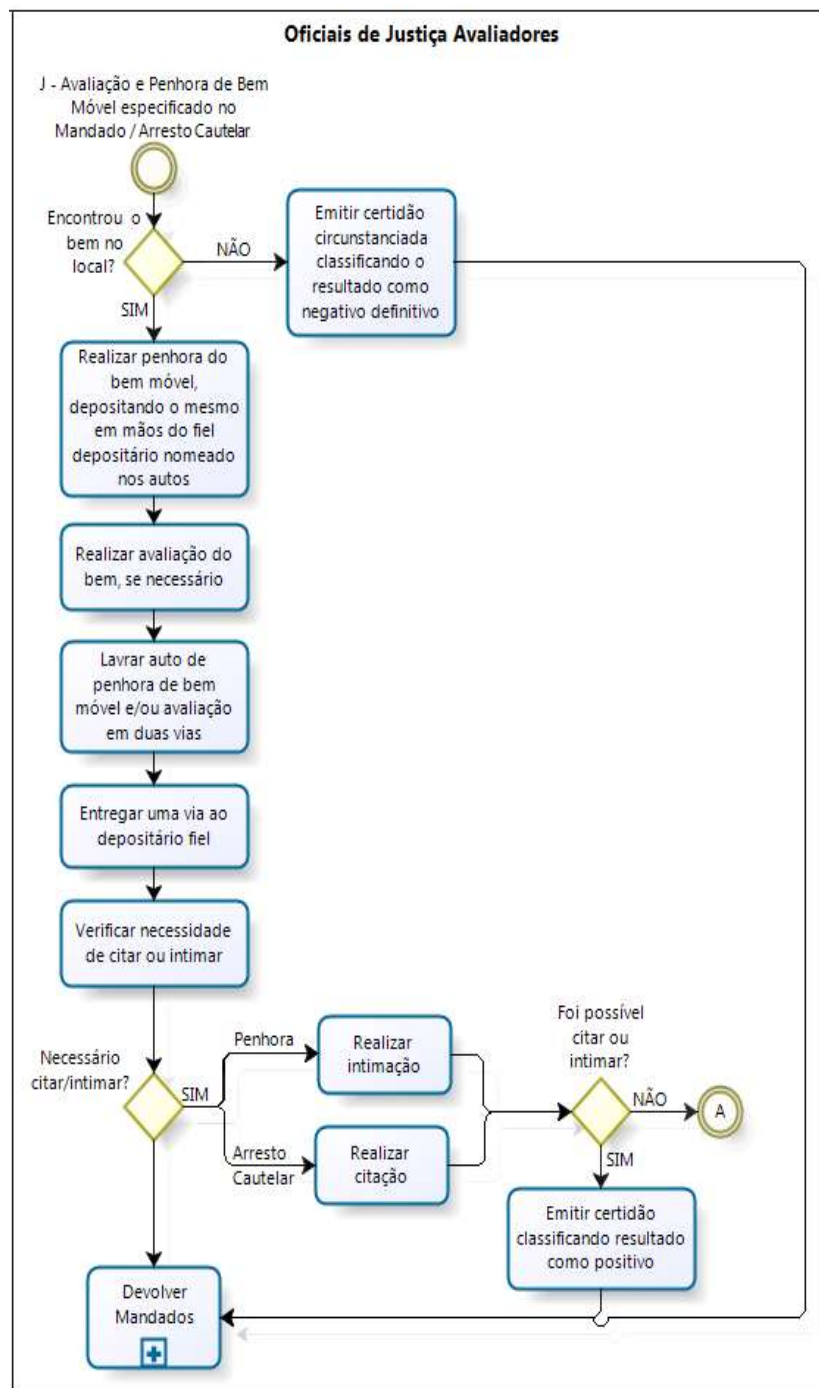 Oficiais de Justiça Avaliadores
J - Avaliação e Penhora de Bem
Móvel especificado no
Mandado / Arresto Cautelar
Encontrou o
bem no
local?
NÃO
Emitir certidão
circunstanciada
classificando o
resultado como
negativo definitivo
SIM
Realizar penhora do
bem móvel,
depositando o mesmo
em mãos do fiel
depositário nomeado
nos autos
Realizar avaliação do
bem, se necessário
Lavrar auto de
penhora de bem
móvel e/ou avaliação
em duas vias
Entregar uma via ao
depositário fiel
Verificar necessidade
de citar ou intimar
Necessário
citar/intimar?
SIM
Penhora
Realizar
intimação
Arresto
Cautelar
Realizar
citação
Foi possível
citar ou
intimar?
NÃO
A
SIM
Emitir certidão
classificando resultado
como positivo
Devolver
Mandados